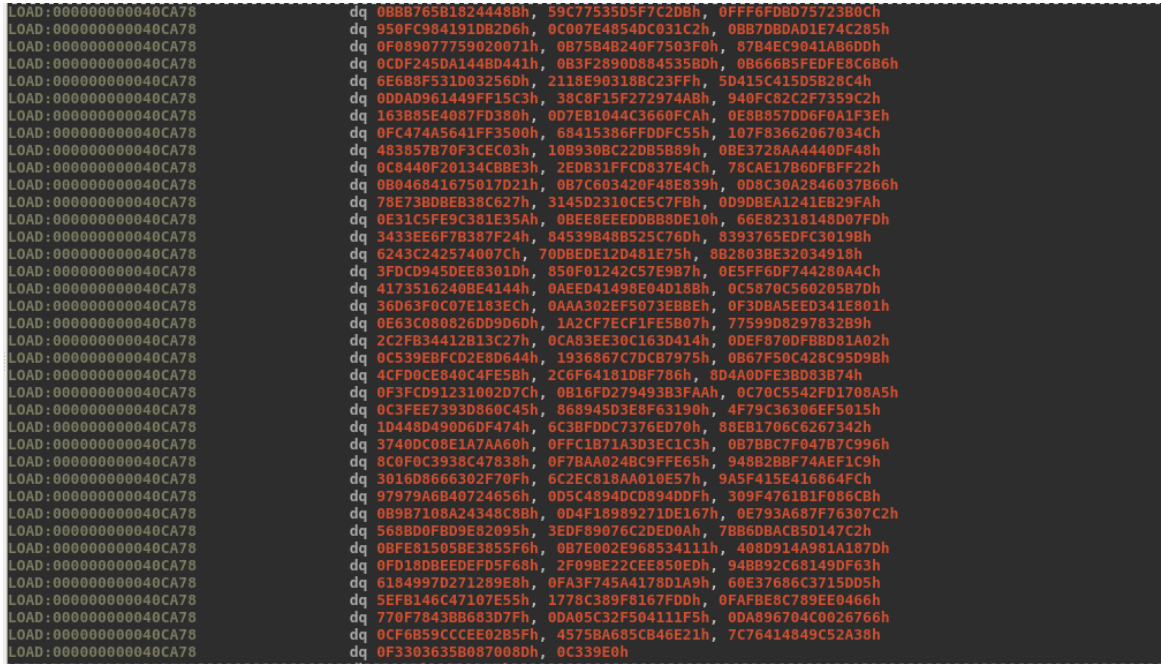 LOAD:000000000040CA78 dq 0BBB765B1824448Bh, 59C77535D5F7C2DBh, 0FFF6FDBD75723B0Ch
LOAD:000000000040CA78 dq 950FC984191DB2D6h, 0C007E4854DC031C2h, 0BB7DBDAD1E74C285h
LOAD:000000000040CA78 dq 0F089077759020071h, 0B75B4B240F7503F0h, 87B4EC9041AB6DDh
LOAD:000000000040CA78 dq 0CDF245DA144BD441h, 0B3F2890D884535BDh, 0B666B5FEDFE8C6B6h
LOAD:000000000040CA78 dq 6E6B8F531D03256Dh, 2118E90318BC23FFh, 5D415C415D5B28C4h
LOAD:000000000040CA78 dq 0DDAD961449FF15C3h, 38C8F15F272974ABh, 940FC82C2F7359C2h
LOAD:000000000040CA78 dq 163B85E4087FD380h, 0D7EB1044C3660FCAh, 0E8B857DD6F0A1F3Eh
LOAD:000000000040CA78 dq 0FC474A5641FF3500h, 68415386FFDDFC55h, 107F83662067034Ch
LOAD:000000000040CA78 dq 483857B70F3CEC03h, 10B930BC22DB5B89h, 0BE3728AA4440DF48h
LOAD:000000000040CA78 dq 0C8440F20134CBBE3h, 2EDB31FFCD837E4Ch, 78CAE17B6DFBFF22h
LOAD:000000000040CA78 dq 0B046841675017D21h, 0B7C603420F48E839h, 0D8C30A2846037B66h
LOAD:000000000040CA78 dq 78E73BDBEB38C627h, 3145D2310CE5C7FBh, 0D9DBEA1241EB29FAh
LOAD:000000000040CA78 dq 0E31C5FE9C381E35Ah, 0BEE8EEEDDBB8DE10h, 66E82318148D07FDh
LOAD:000000000040CA78 dq 3433EE6F7B387F24h, 84539B48B525C76Dh, 8393765EDFC3019Bh
LOAD:000000000040CA78 dq 6243C242574007Ch, 70DBEDE12D481E75h, 8B2803BE32034918h
LOAD:000000000040CA78 dq 3FDCD945DEE8301Dh, 850F01242C57E9B7h, 0E5FF6DF744280A4Ch
LOAD:000000000040CA78 dq 4173516240BE4144h, 0AEED41498E04D18Bh, 0C5870C560205B7Dh
LOAD:000000000040CA78 dq 36D63F0C07E183ECh, 0AAA302EF5073EBBEh, 0F3DBA5EED341E801h
LOAD:000000000040CA78 dq 0E63C080826DD9D6Dh, 1A2CF7ECF1FE5B07h, 77599D8297832B9h
LOAD:000000000040CA78 dq 2C2FB34412B13C27h, 0CA83EE30C163D414h, 0DEF870DFBBD81A02h
LOAD:000000000040CA78 dq 0C539EBFCD2E8D644h, 1936867C7DCB7975h, 0B67F50C428C95D9Bh
LOAD:000000000040CA78 dq 4CFD0CE840C4FE5Bh, 2C6F64181DBF786h, 8D4A0DFE3BD83B74h
LOAD:000000000040CA78 dq 0F3FCD91231002D7Ch, 0B16FD279493B3FAAh, 0C70C5542FD1708A5h
LOAD:000000000040CA78 dq 0C3FEE7393D860C45h, 868945D3E8F63190h, 4F79C36306EF5015h
LOAD:000000000040CA78 dq 1D448D490D6DF474h, 6C3BFDDC7376ED70h, 88EB1706C6267342h
LOAD:000000000040CA78 dq 3740DC08E1A7AA60h, 0FFC1B71A3D3EC1C3h, 0B7BBC7F047B7C996h
LOAD:000000000040CA78 dq 8C0F0C3938C47838h, 0F7BAA024BC9FFE65h, 948B2BBF74AEF1C9h
LOAD:000000000040CA78 dq 3016D8666302F70Fh, 6C2EC818AA010E57h, 9A5F415E416864FCh
LOAD:000000000040CA78 dq 97979A6B40724656h, 0D5C4894DCD894DDFh, 309F4761B1F086CBh
LOAD:000000000040CA78 dq 0B9B7108A24348C8Bh, 0D4F18989271DE167h, 0E793A687F76307C2h
LOAD:000000000040CA78 dq 568BD0FBD9E82095h, 3EDF89076C2DED0Ah, 7BB6DBACB5D147C2h
LOAD:000000000040CA78 dq 0BFE81505BE3855F6h, 0B7E002E968534111h, 408D914A981A187Dh
LOAD:000000000040CA78 dq 0FD18DBEEDEFD5F68h, 2F09BE22CEE850EDh, 94BB92C68149DF63h
LOAD:000000000040CA78 dq 6184997D271289E8h, 0FA3F745A4178D1A9h, 60E37686C3715DD5h
LOAD:000000000040CA78 dq 5EFB146C47107E55h, 1778C389F8167FDDh, 0FAFBE8C789EE0466h
LOAD:000000000040CA78 dq 770F7843BB683D7Fh, 0DA05C32F504111F5h, 0DA896704C0026766h
LOAD:000000000040CA78 dq 0CF6B59CCCEE02B5Fh, 4575BA685CB46E21h, 7C76414849C52A38h
LOAD:000000000040CA78 dq 0F3303635B087008Dh, 0C339E0h